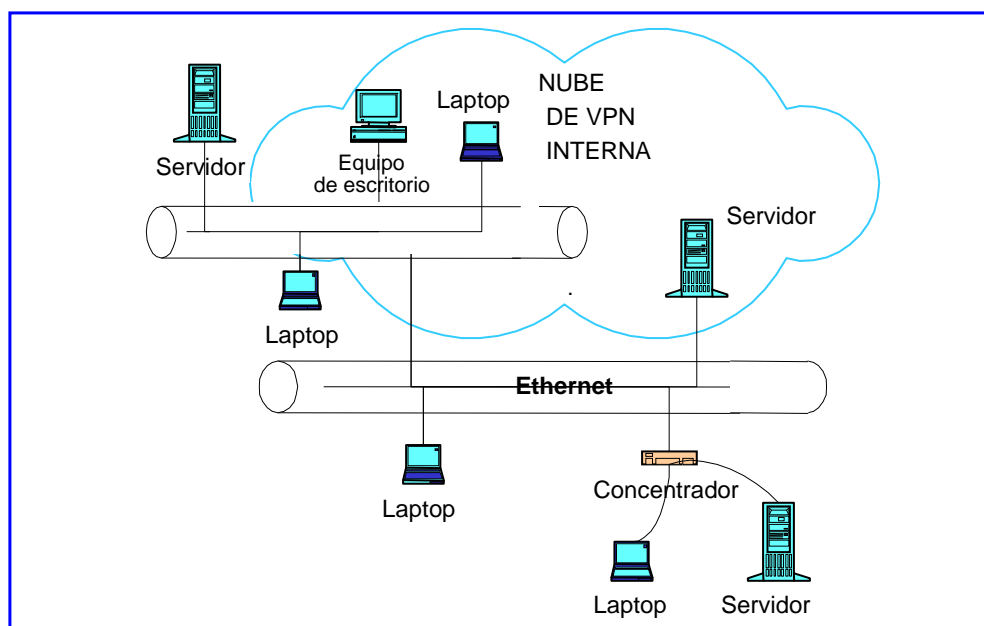 NUBE
DE VPN
INTERNA
Laptop
Servidor
Equipo
de escritorio
Servidor
Laptop
Ethernet
Laptop
Concentrador
Laptop
Servidor